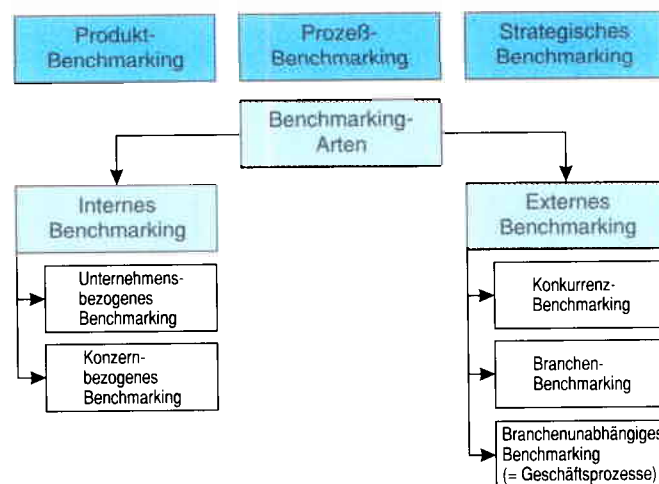 Produkt-
Benchmarking
Prozeß-
Benchmarking
Strategisches
Benchmarking
Benchmarking-
Arten
Internes
Benchmarking
Unternehmens-
bezogenes
Benchmarking
Konzern-
bezogenes
Benchmarking
Externes
Benchmarking
Konkurrenz-
Benchmarking
Branchen-
Benchmarking
Branchenunabhängiges
Benchmarking
(= Geschäftsprozesse)